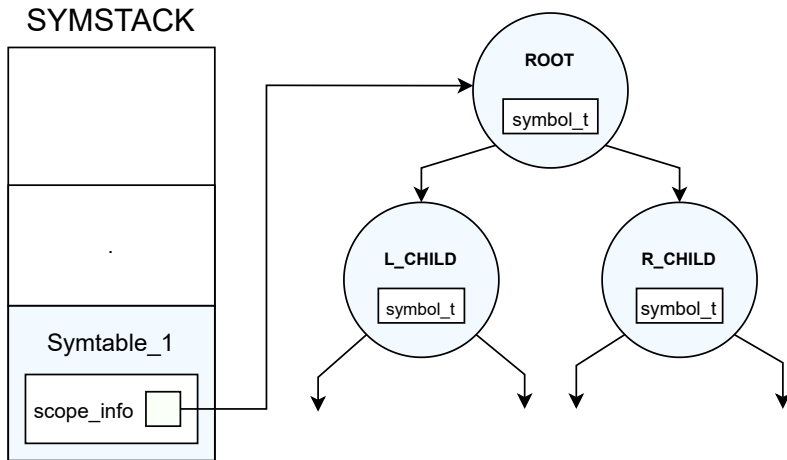 SYMSTACK
ROOT
symbol_t
.
L_CHILD
R_CHILD
symbol_t
symbol_t
Symtable_1
scope_info